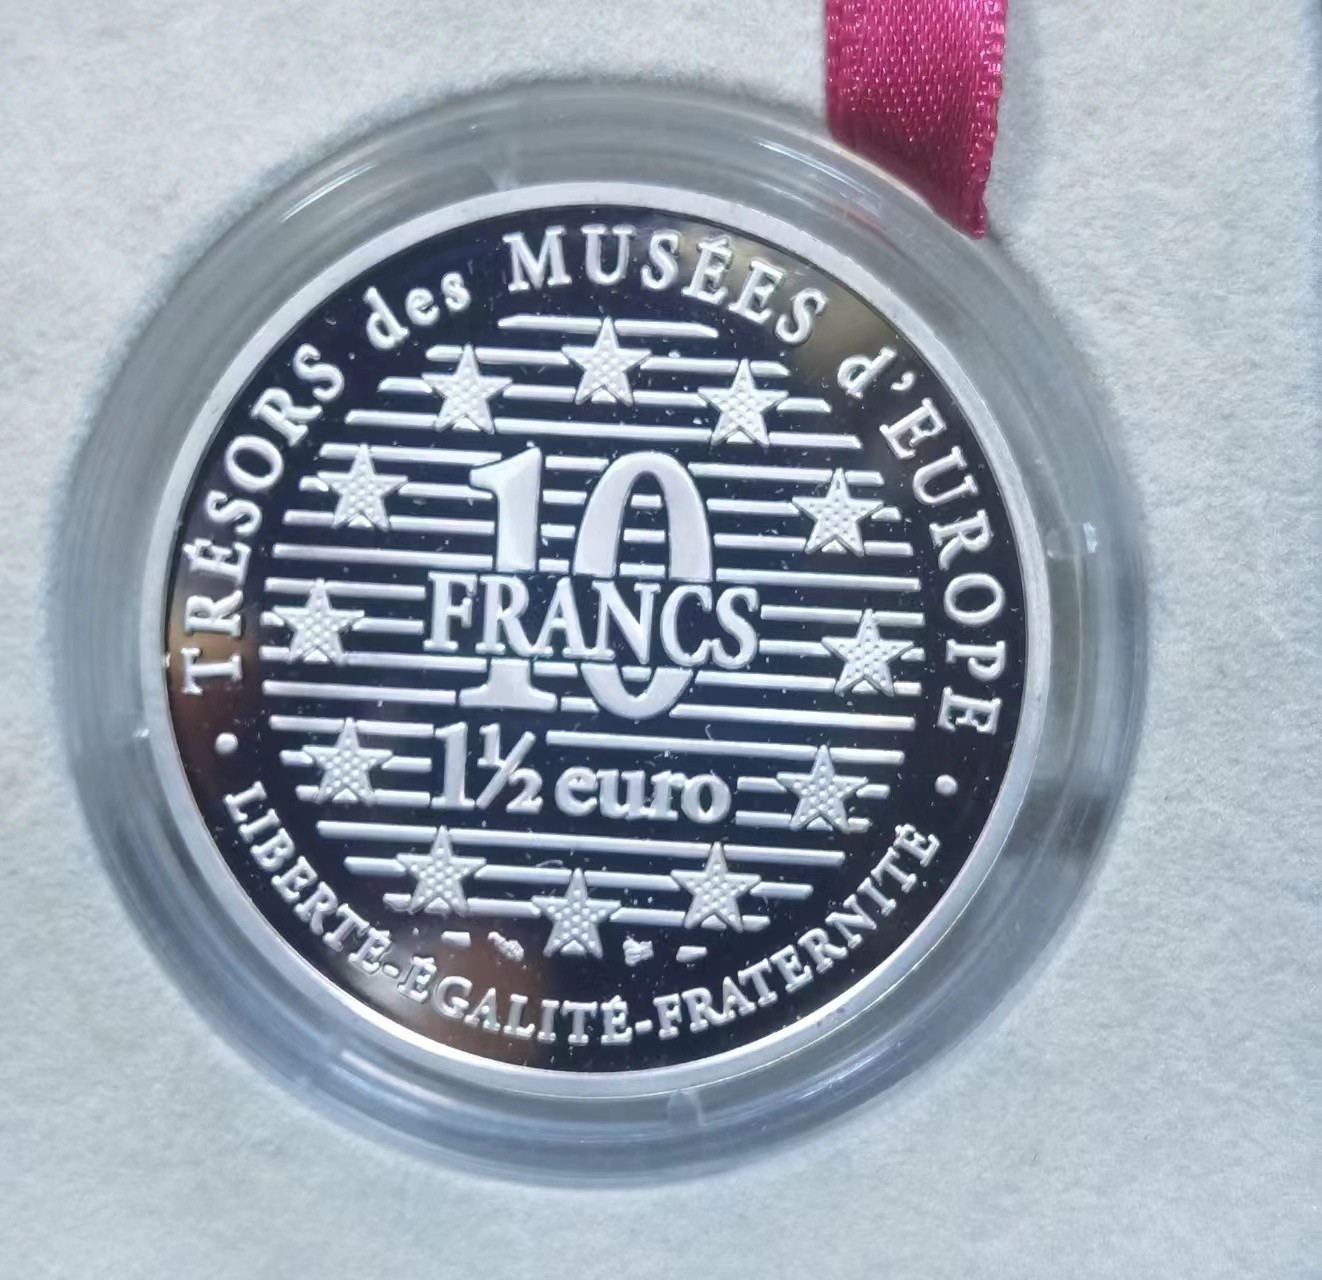 TRÉSORS des MUSÉES d'EUROPE
10
FRANCS
1½ euro
LIBERTÉ-ÉGALITÉ-FRATERNITÉ